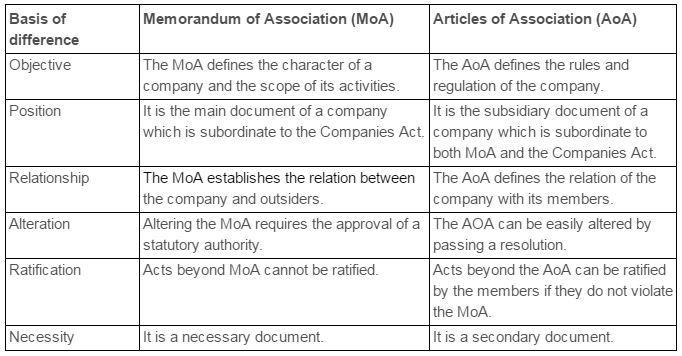 Basis of difference
Memorandum of Association (MoA)
Articles of Association (AoA)
Objective
The MoA defines the character of a
company and the scope of its activities.
The AoA defines the rules and
regulation of the company.
Position
It is the main document of a company
which is subordinate to the Companies Act.
It is the subsidiary document of a
company which is subordinate to
both MoA and the Companies Act.
Relationship
The MoA establishes the relation between
the company and outsiders.
The AoA defines the relation of the
company with its members.
Alteration
Altering the MoA requires the approval of a
statutory authority.
The AOA can be easily altered by
passing a resolution.
Ratification
Acts beyond MoA cannot be ratified.
Acts beyond the AoA can be ratified
by the members if they do not violate
the MoA.
Necessity
It is a necessary document.
It is a secondary document.